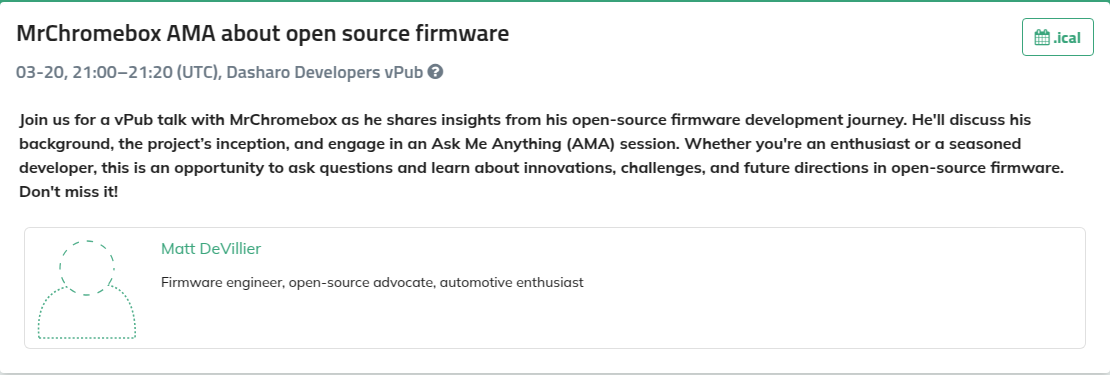 MrChromebox AMA about open source firmware
.ical
03-20, 21:00–21:20 (UTC), Dasharo Developers vPub ?
Join us for a vPub talk with MrChromebox as he shares insights from his open-source firmware development journey. He'll discuss his
background, the project’s inception, and engage in an Ask Me Anything (AMA) session. Whether you're an enthusiast or a seasoned
developer, this is an opportunity to ask questions and learn about innovations, challenges, and future directions in open-source firmware.
Don't miss it!
Matt DeVillier
Firmware engineer, open-source advocate, automotive enthusiast